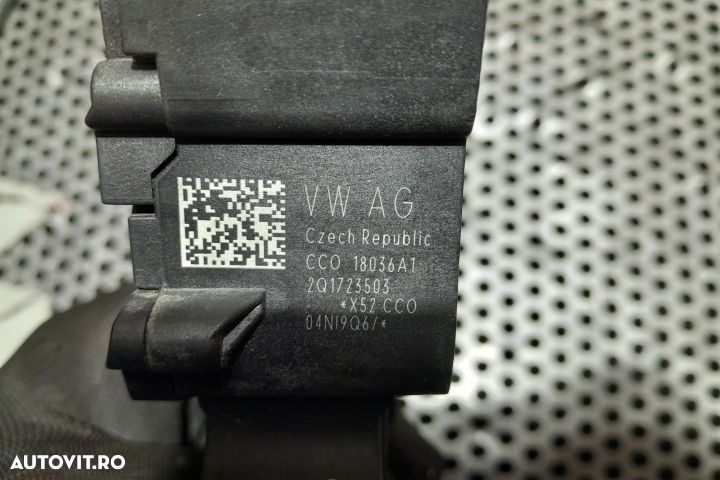 VW AG
Czech Republic
CCO 18036A1
2Q1723503
*X52 CCO
04NI9Q6/*
AUTOVIT.RO